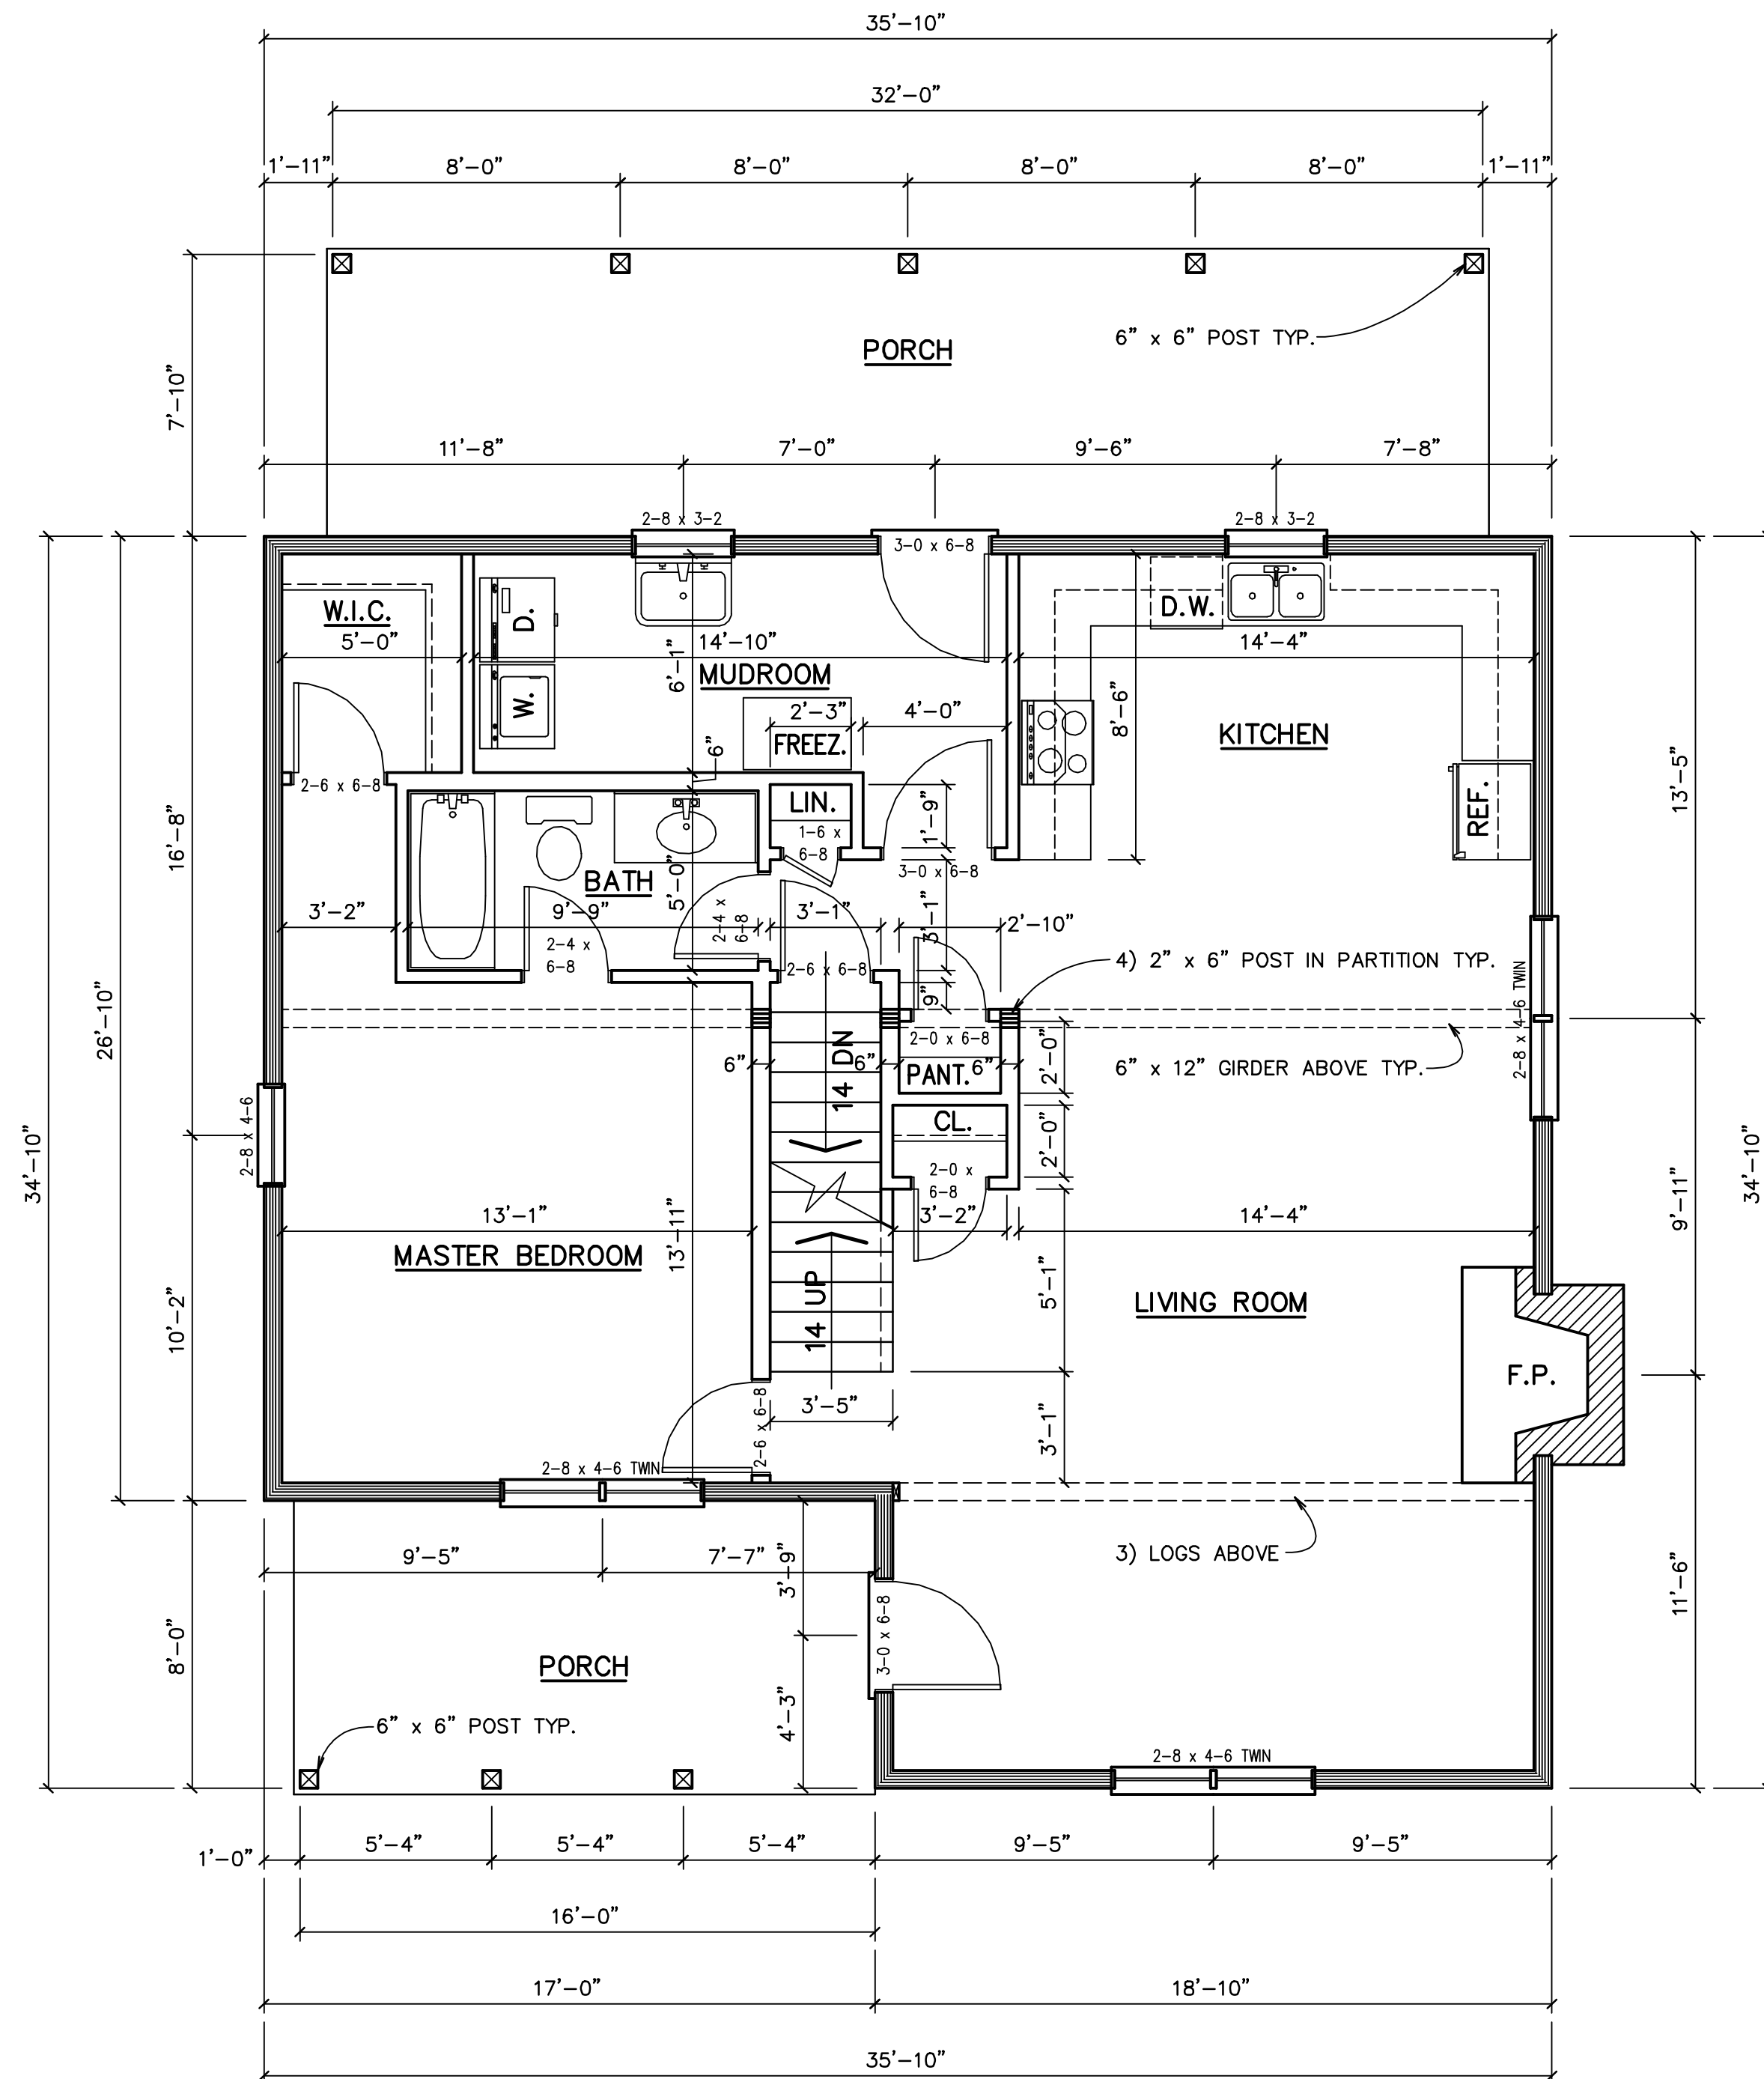 35'-10"
32'-0"
1'-11" 8'-0" 8'-0" 8'-0" 8'-0" 1'-11"
6" x 6" POST TYP.
PORCH
7'-10"
11'-8" 7'-0" 9'-6" 7'-8"
2-8 x 3-2 3-0 x 6-8 2-8 x 3-2
W.I.C.
5'-0"
D.
W.
14'-10"
6'-1"
MUDROOM
2'-3"
FREEZ.
4'-0"
6"
D.W.
14'-4"
8'-6"
KITCHEN
REF.
13'-5"
2-6 x 6-8
LIN.
1-6 x
6-8
1'-9"
3-0 x 6-8
16'-8"
BATH
5'-0"
3'-2"
9'-9"
2-4 x
6-8
2-4 x
6-8
3'-1"
3'-1"
2'-10"
2-6 x 6-8
9"
4) 2" x 6" POST IN PARTITION TYP.
2-8 x 4-6 TWIN
26'-10"
14 DN
2-0 x 6-8
6" 6" 6"
PANT.
2'-0"
6" x 12" GIRDER ABOVE TYP.
34'-10"
34'-10"
2-8 x 4-6
CL.
2'-0"
2-0 x
6-8
9'-11"
13'-1"
13'-11"
3'-2"
14'-4"
MASTER BEDROOM
14 UP
5'-1"
LIVING ROOM
10'-2"
F.P.
3'-5"
3'-1"
2-6 x 6-8
2-8 x 4-6 TWIN
3) LOGS ABOVE
9'-5" 7'-7"
3'-9"
11'-6"
8'-0"
3-0 x 6-8
PORCH
4'-3"
6" x 6" POST TYP.
2-8 x 4-6 TWIN
1'-0" 5'-4" 5'-4" 5'-4" 9'-5" 9'-5"
16'-0"
17'-0" 18'-10"
35'-10"